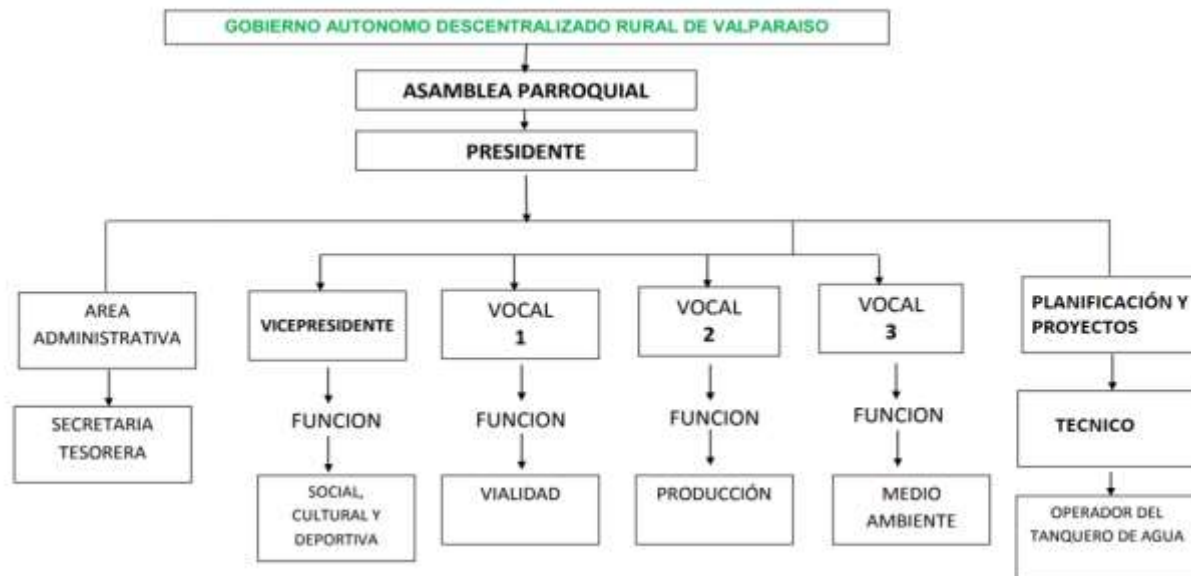 GOBIERNO AUTONOMO DESCENTRALIZADO RURAL DE VALPARAISO
ASAMBLEA PARROQUIAL
PRESIDENTE
AREA
ADMINISTRATIVA
VICEPRESIDENTE
VOCAL
1
VOCAL
2
VOCAL
3
PLANIFICACIÓN Y
PROYECTOS
SECRETARIA
TESORERA
FUNCION
FUNCION
FUNCION
FUNCION
TECNICO
SOCIAL,
CULTURAL Y
DEPORTIVA
VIALIDAD
PRODUCCIÓN
MEDIO
AMBIENTE
OPERADOR DEL
TANQUERO DE AGUA